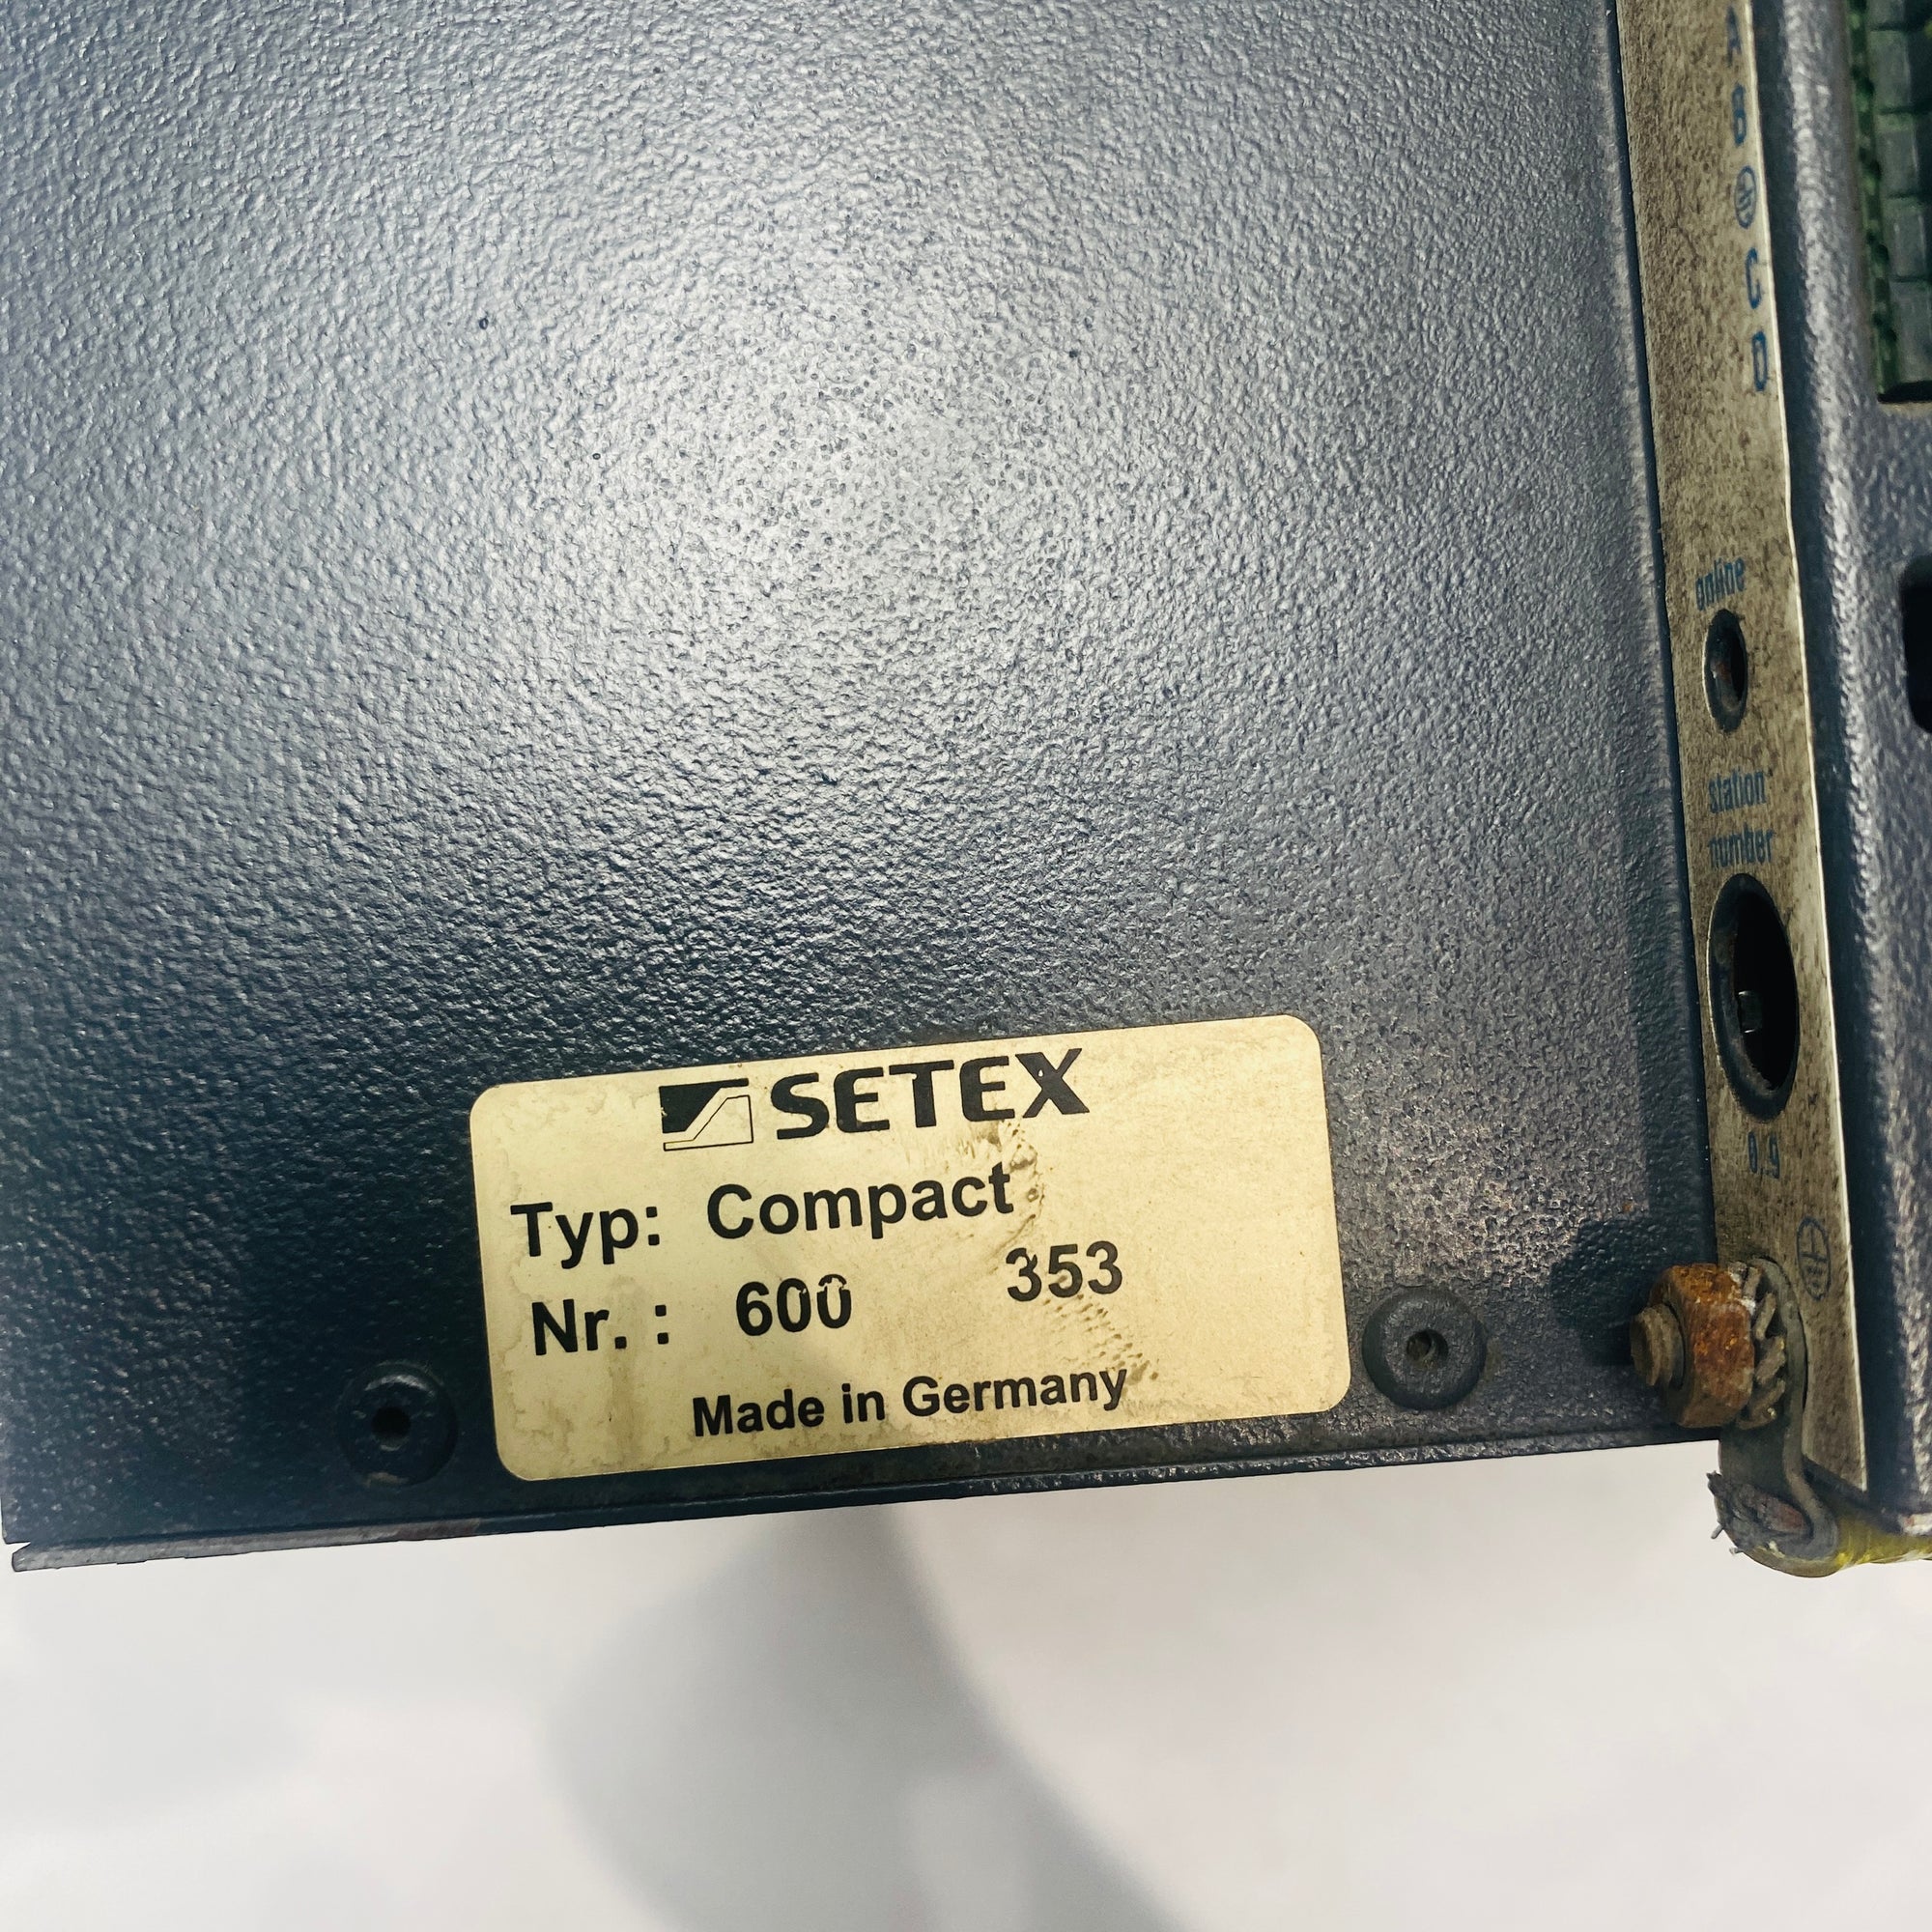 SETEX
Typ: Compact
Nr. : 600 353
Made in Germany
A B C D
online
station
number
0/9